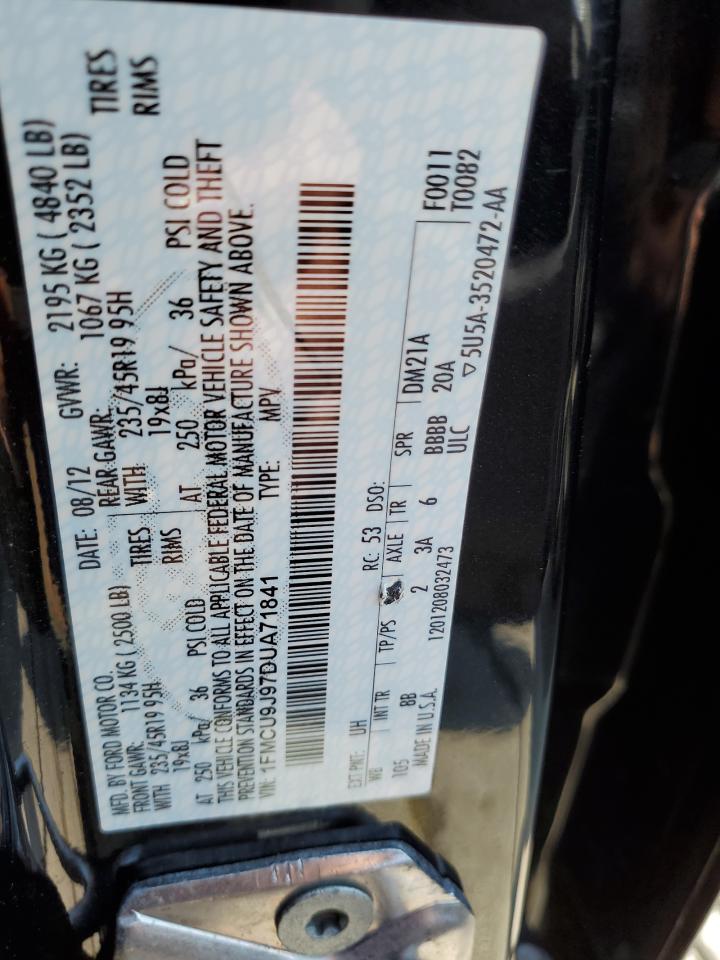 MFD. BY FORD MOTOR CO. DATE: 08/12 GVWR: 2195 KG ( 4840 LB)
FRONT GAWR: 1134 KG ( 2500 LB) REAR GAWR: 1067 KG ( 2352 LB)
WITH 235/45R19 95H TIRES WITH 235/45R19 95H TIRES
19x8J RIMS 19x8J RIMS
AT 250 kPa/ 36 PSI COLD AT 250 kPa/ 36 PSI COLD
THIS VEHICLE CONFORMS TO ALL APPLICABLE FEDERAL MOTOR VEHICLE SAFETY AND THEFT
PREVENTION STANDARDS IN EFFECT ON THE DATE OF MANUFACTURE SHOWN ABOVE.
VIN: 1FMCU9J97DUA71841 TYPE: MPV
F0011
T0082
EXT PNT: UH RC: 53 DSO:
WB INT TR TP/PS AXLE TR SPR DM21A
105 BB 2 3A 6 BBBB 20A
MADE IN U.S.A. 1201208032473 ULC ▽5U5A-3520472-AA